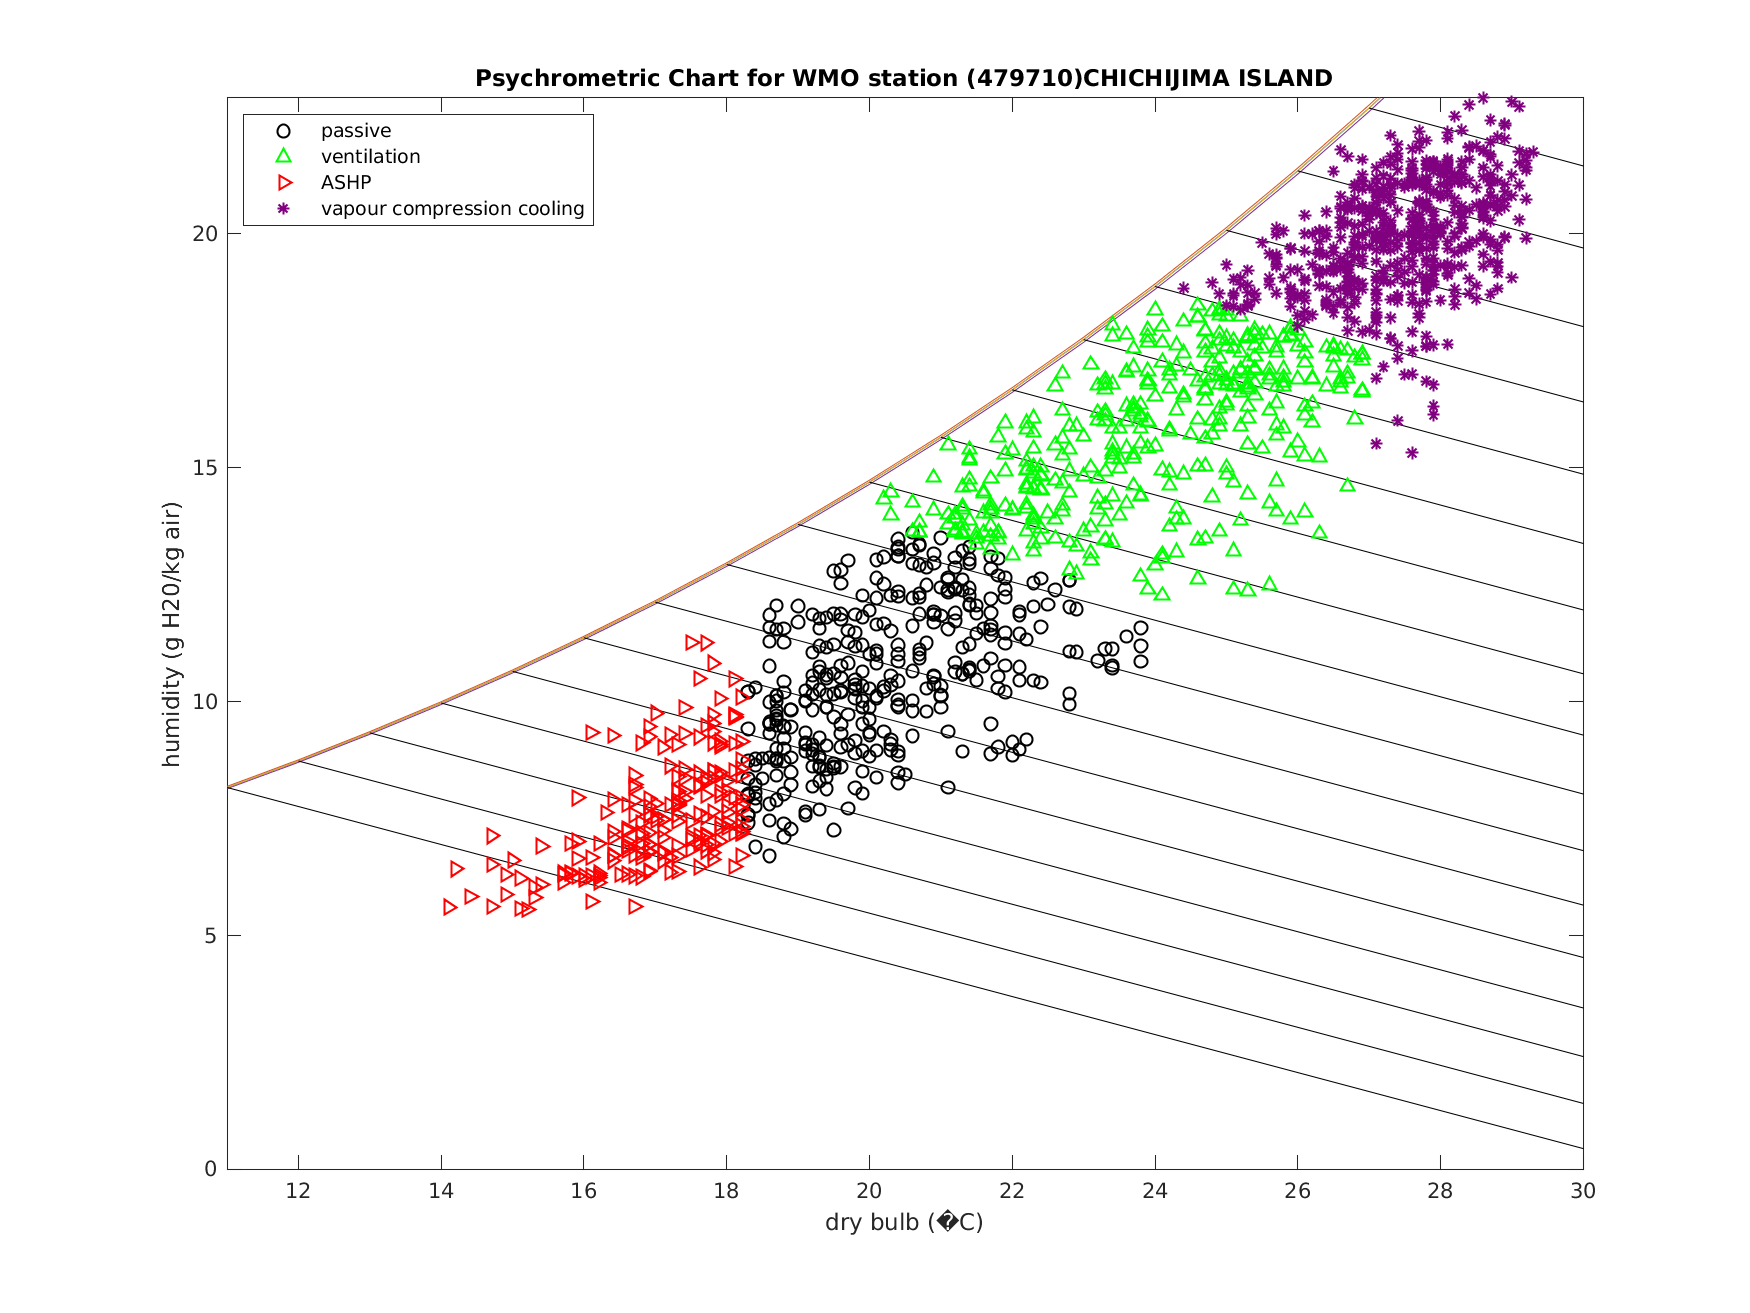 Psychrometric Chart for WMO station (479710)CHICHIJIMA ISLAND
passive
ventilation
ASHP
vapour compression cooling
humidity (g H20/kg air)
20
15
10
5
0
12 14 16 18 20 22 24 26 28 30
dry bulb (�C)